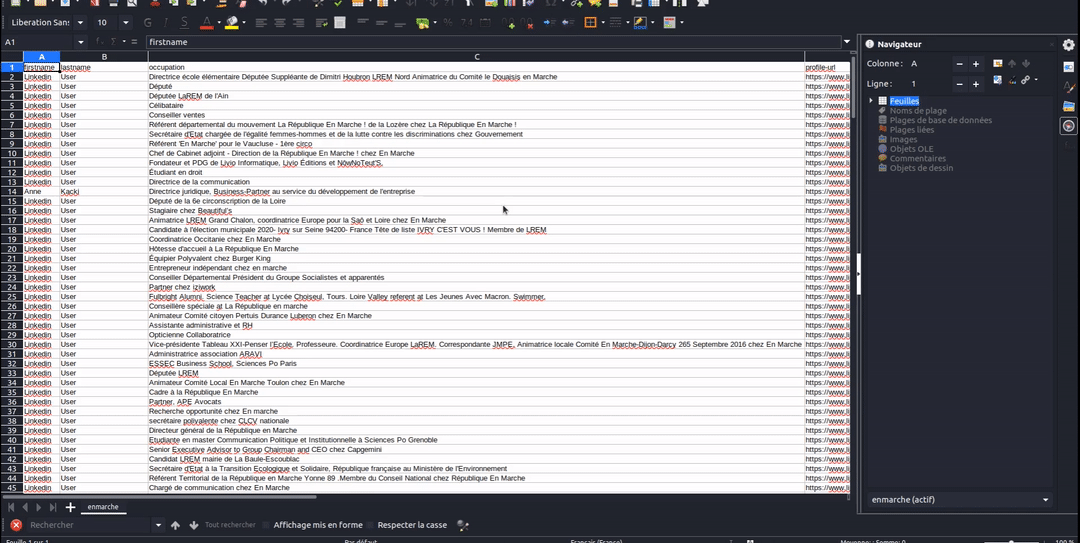 Liberation Sans 10
A1 firstname
A B C
1 firstname lastname occupation profile-url
2 Linkedin User Directrice école élémentaire Députée Suppléante de Dimitri Houbron LREM Nord Animatrice du Comité le Douaisis en Marche https://www.li
3 Linkedin User Député https://www.li
4 Linkedin User Députée LaREM de l'Ain https://www.li
5 Linkedin User Célibataire https://www.li
6 Linkedin User Conseiller ventes https://www.li
7 Linkedin User Référent départemental du mouvement La République En Marche ! de la Lozère chez La République En Marche ! https://www.li
8 Linkedin User Secrétaire d'Etat chargée de l'égalité femmes-hommes et de la lutte contre les discriminations chez Gouvernement https://www.li
9 Linkedin User Référent 'En Marche' pour le Vaucluse - 1ère circo https://www.li
10 Linkedin User Chef de Cabinet adjoint - Direction de la République En Marche ! chez En Marche https://www.li
11 Linkedin User Fondateur et PDG de Livio Informatique, Livio Éditions et NôwNoTeut'S, https://www.li
12 Linkedin User Étudiant en droit https://www.li
13 Linkedin User Directrice de la communication https://www.li
14 Anne Kackj Directrice juridique, Business-Partner au service du développement de l'entreprise https://www.li
15 Linkedin User Député de la 6e circonscription de la Loire https://www.li
16 Linkedin User Stagiaire chez Beautiful's https://www.li
17 Linkedin User Animatrice LREM Grand Chalon, coordinatrice Europe pour la Saô et Loire chez En Marche https://www.li
18 Linkedin User Candidate à l'élection municipale 2020- Ivry sur Seine 94200- France Tête de liste IVRY C'EST VOUS ! Membre de LREM https://www.li
19 Linkedin User Coordinatrice Occitanie chez En Marche https://www.li
20 Linkedin User Hôtesse d'accueil à La République En Marche https://www.li
21 Linkedin User Équipier Polyvalent chez Burger King https://www.li
22 Linkedin User Entrepreneur indépendant chez en marche https://www.li
23 Linkedin User Conseiller Départemental Président du Groupe Socialistes et apparentés https://www.li
24 Linkedin User Partner chez iziwork https://www.li
25 Linkedin User Fulbright Alumni, Science Teacher at Lycée Choiseul, Tours. Loire Valley referent at Les Jeunes Avec Macron. Swimmer, https://www.li
26 Linkedin User Conseillère spéciale at La République en marche https://www.li
27 Linkedin User Animateur Comité citoyen Pertuis Durance Luberon chez En Marche https://www.li
28 Linkedin User Assistante administrative et RH https://www.li
29 Linkedin User Opticienne Collaboratrice https://www.li
30 Linkedin User Vice-présidente Tableau XXI-Penser l'Ecole, Professeure. Coordinatrice Europe LaREM, Correspondante JMPE, Animatrice locale Comité En Marche-Dijon-Darcy 265 Septembre 2016 chez En Marche https://www.li
31 Linkedin User Administratrice association ARAVI https://www.li
32 Linkedin User ESSEC Business School, Sciences Po Paris https://www.li
33 Linkedin User Députée LREM https://www.li
34 Linkedin User Animateur Comité Local En Marche Toulon chez En Marche https://www.li
35 Linkedin User Cadre à la République En Marche https://www.li
36 Linkedin User Partner, APE Avocats https://www.li
37 Linkedin User Recherche opportunité chez En marche https://www.li
38 Linkedin User secrétaire polyvalente chez CLCV nationale https://www.li
39 Linkedin User Directeur général de la République en Marche https://www.li
40 Linkedin User Etudiante en master Communication Politique et Institutionnelle à Sciences Po Grenoble https://www.li
41 Linkedin User Senior Executive Advisor to Group Chairman and CEO chez Capgemini https://www.li
42 Linkedin User Candidat LREM mairie de La Baule-Escoublac https://www.li
43 Linkedin User Secrétaire d'Etat à la Transition Ecologique et Solidaire, République française au Ministère de l'Environnement https://www.li
44 Linkedin User Référent Territorial de la République en Marche Yonne 89 .Membre du Conseil National chez République En Marche https://www.li
45 Linkedin User Chargé de communication chez En Marche https://www.li
enmarche
Rechercher Tout rechercher Affichage mis en forme Respecter la casse
Feuille 1 sur 1 Par défaut Français (France) Moyenne: ; Somme: 0 100 %
Navigateur
Colonne : A
Ligne : 1
Feuilles
Noms de plage
Plages de base de données
Plages liées
Images
Objets OLE
Commentaires
Objets de dessin
enmarche (actif)